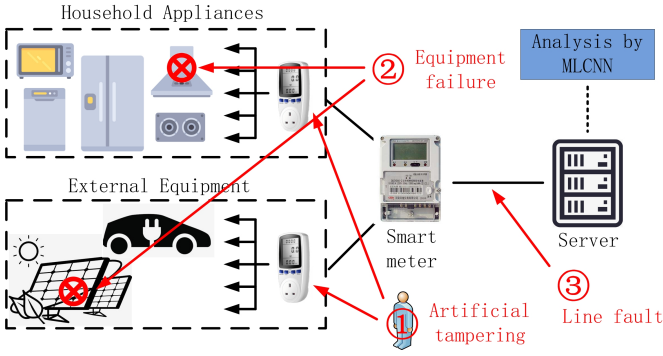 Household Appliances
② Equipment
failure
Analysis by
MLCNN
External Equipment
Smart
meter
Server
③
Line fault
① Artificial
tampering